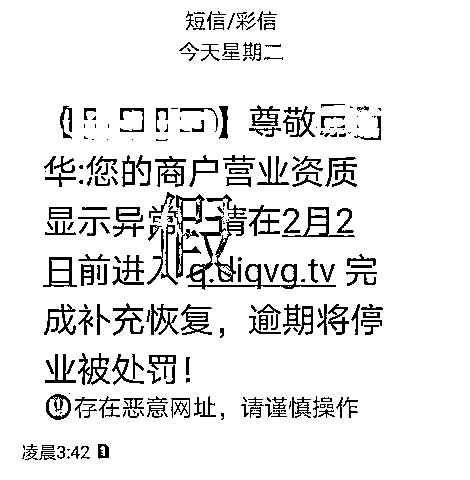 短信/彩信
今天星期二
【 】尊敬
华:您的商户营业资质
显示异常 请在2月2
日前进入 q.diqvg.tv 完
成补充恢复，逾期将停
业被处罚！
假
存在恶意网址，请谨慎操作
凌晨3:42